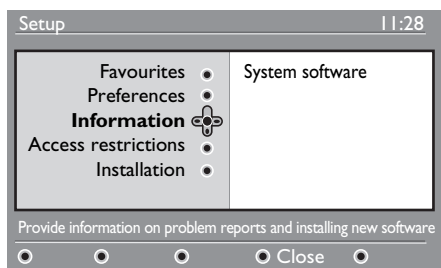 Setup 11:28
Favourites System software
Preferences
Information
Access restrictions
Installation
Provide information on problem reports and installing new software
Close